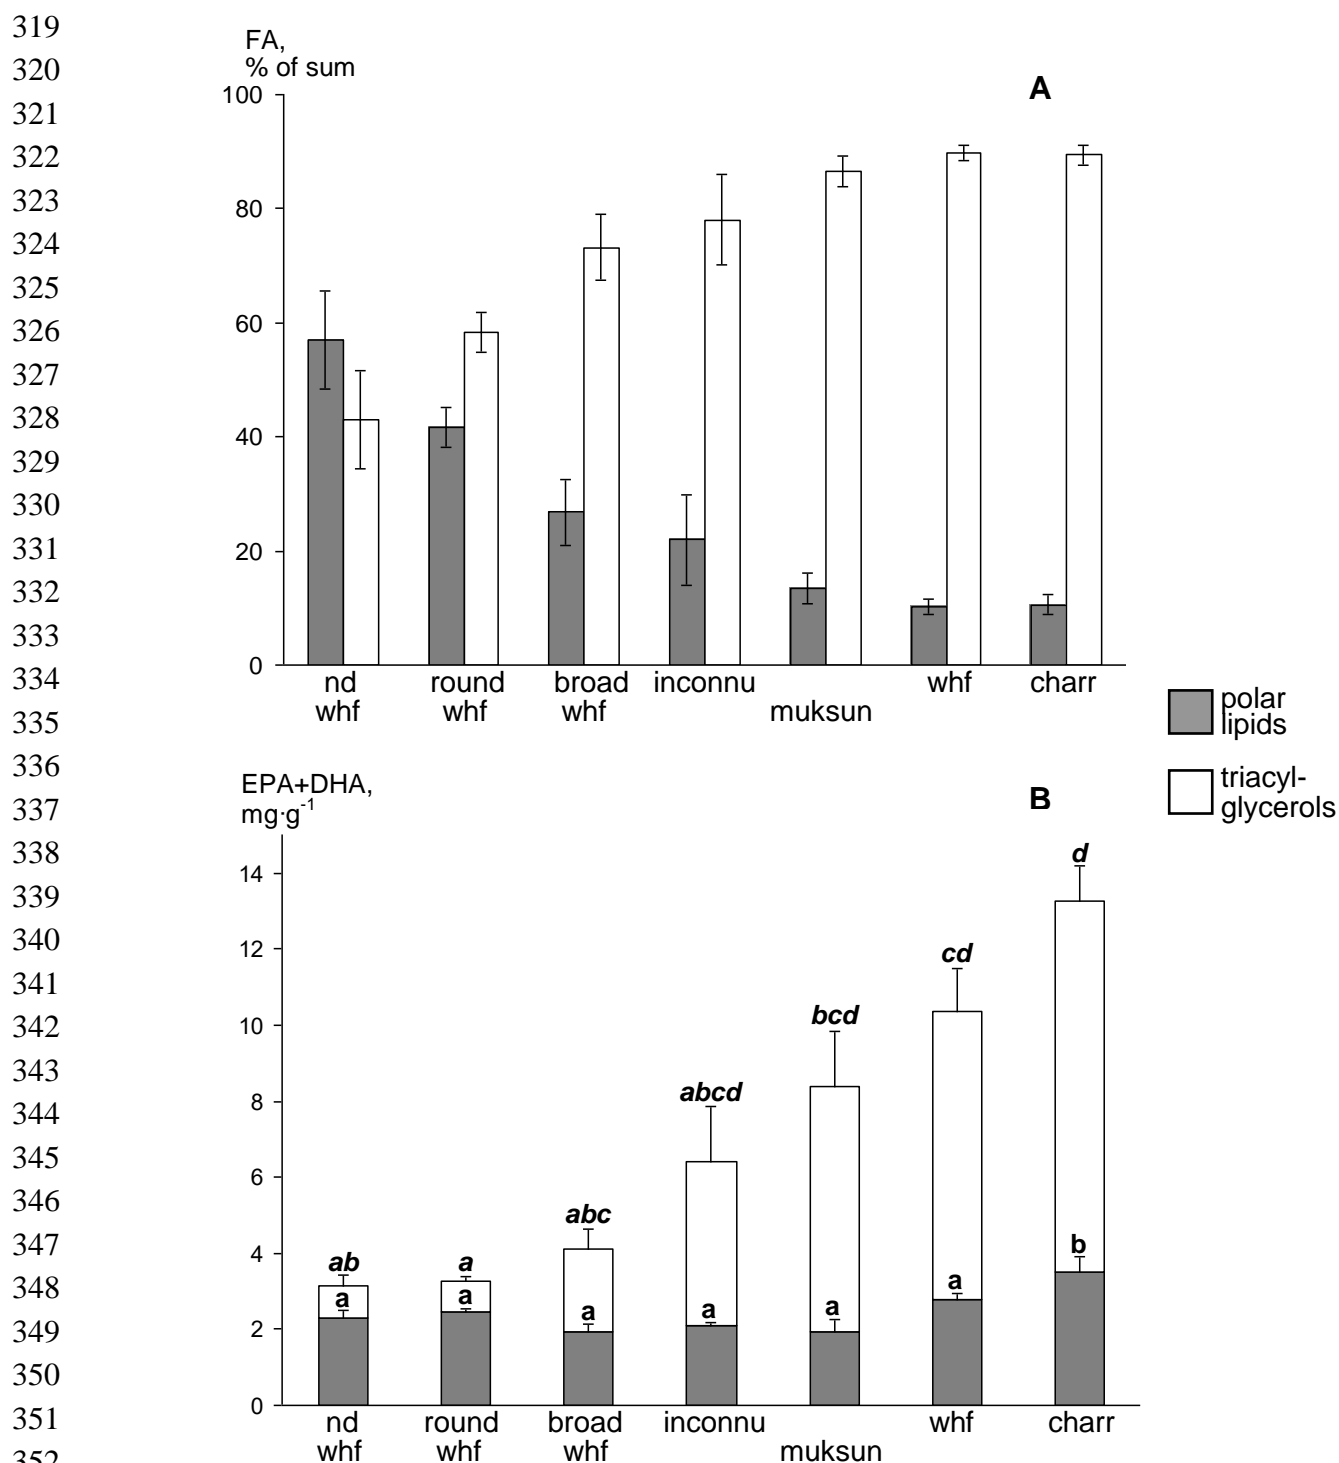 319
320
321
322
323
324
325
326
327
328
329
330
331
332
333
334
335
336
337
338
339
340
341
342
343
344
345
346
347
348
349
350
351
352
FA,
% of sum
A
100
80
60
40
20
0
nd whf
round whf
broad whf
inconnu
muksun
whf
charr
polar lipids
triacyl-
glycerols
EPA+DHA,
mg·g-1
B
14
12
10
8
6
4
2
0
ab
a
abc
abcd
bcd
cd
d
a
a
a
a
a
a
b
nd whf
round whf
broad whf
inconnu
muksun
whf
charr